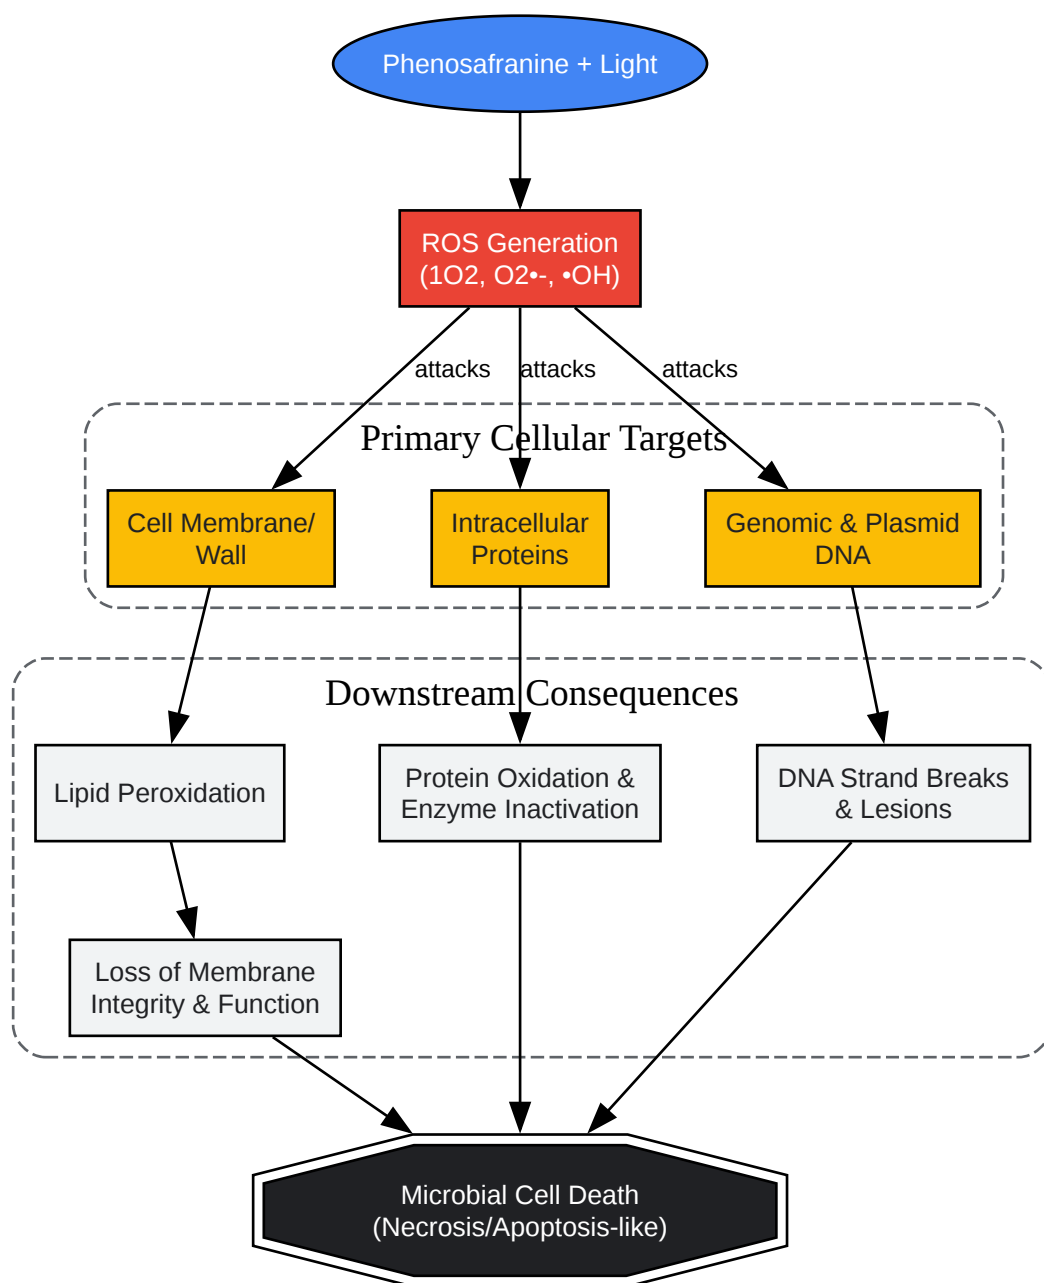 Phenosafranine + Light
ROS Generation
(1O2, O2•-, •OH)
attacks
attacks
attacks
Primary Cellular Targets
Cell Membrane/
Wall
Intracellular
Proteins
Genomic & Plasmid
DNA
Downstream Consequences
Lipid Peroxidation
Protein Oxidation &
Enzyme Inactivation
DNA Strand Breaks
& Lesions
Loss of Membrane
Integrity & Function
Microbial Cell Death
(Necrosis/Apoptosis-like)